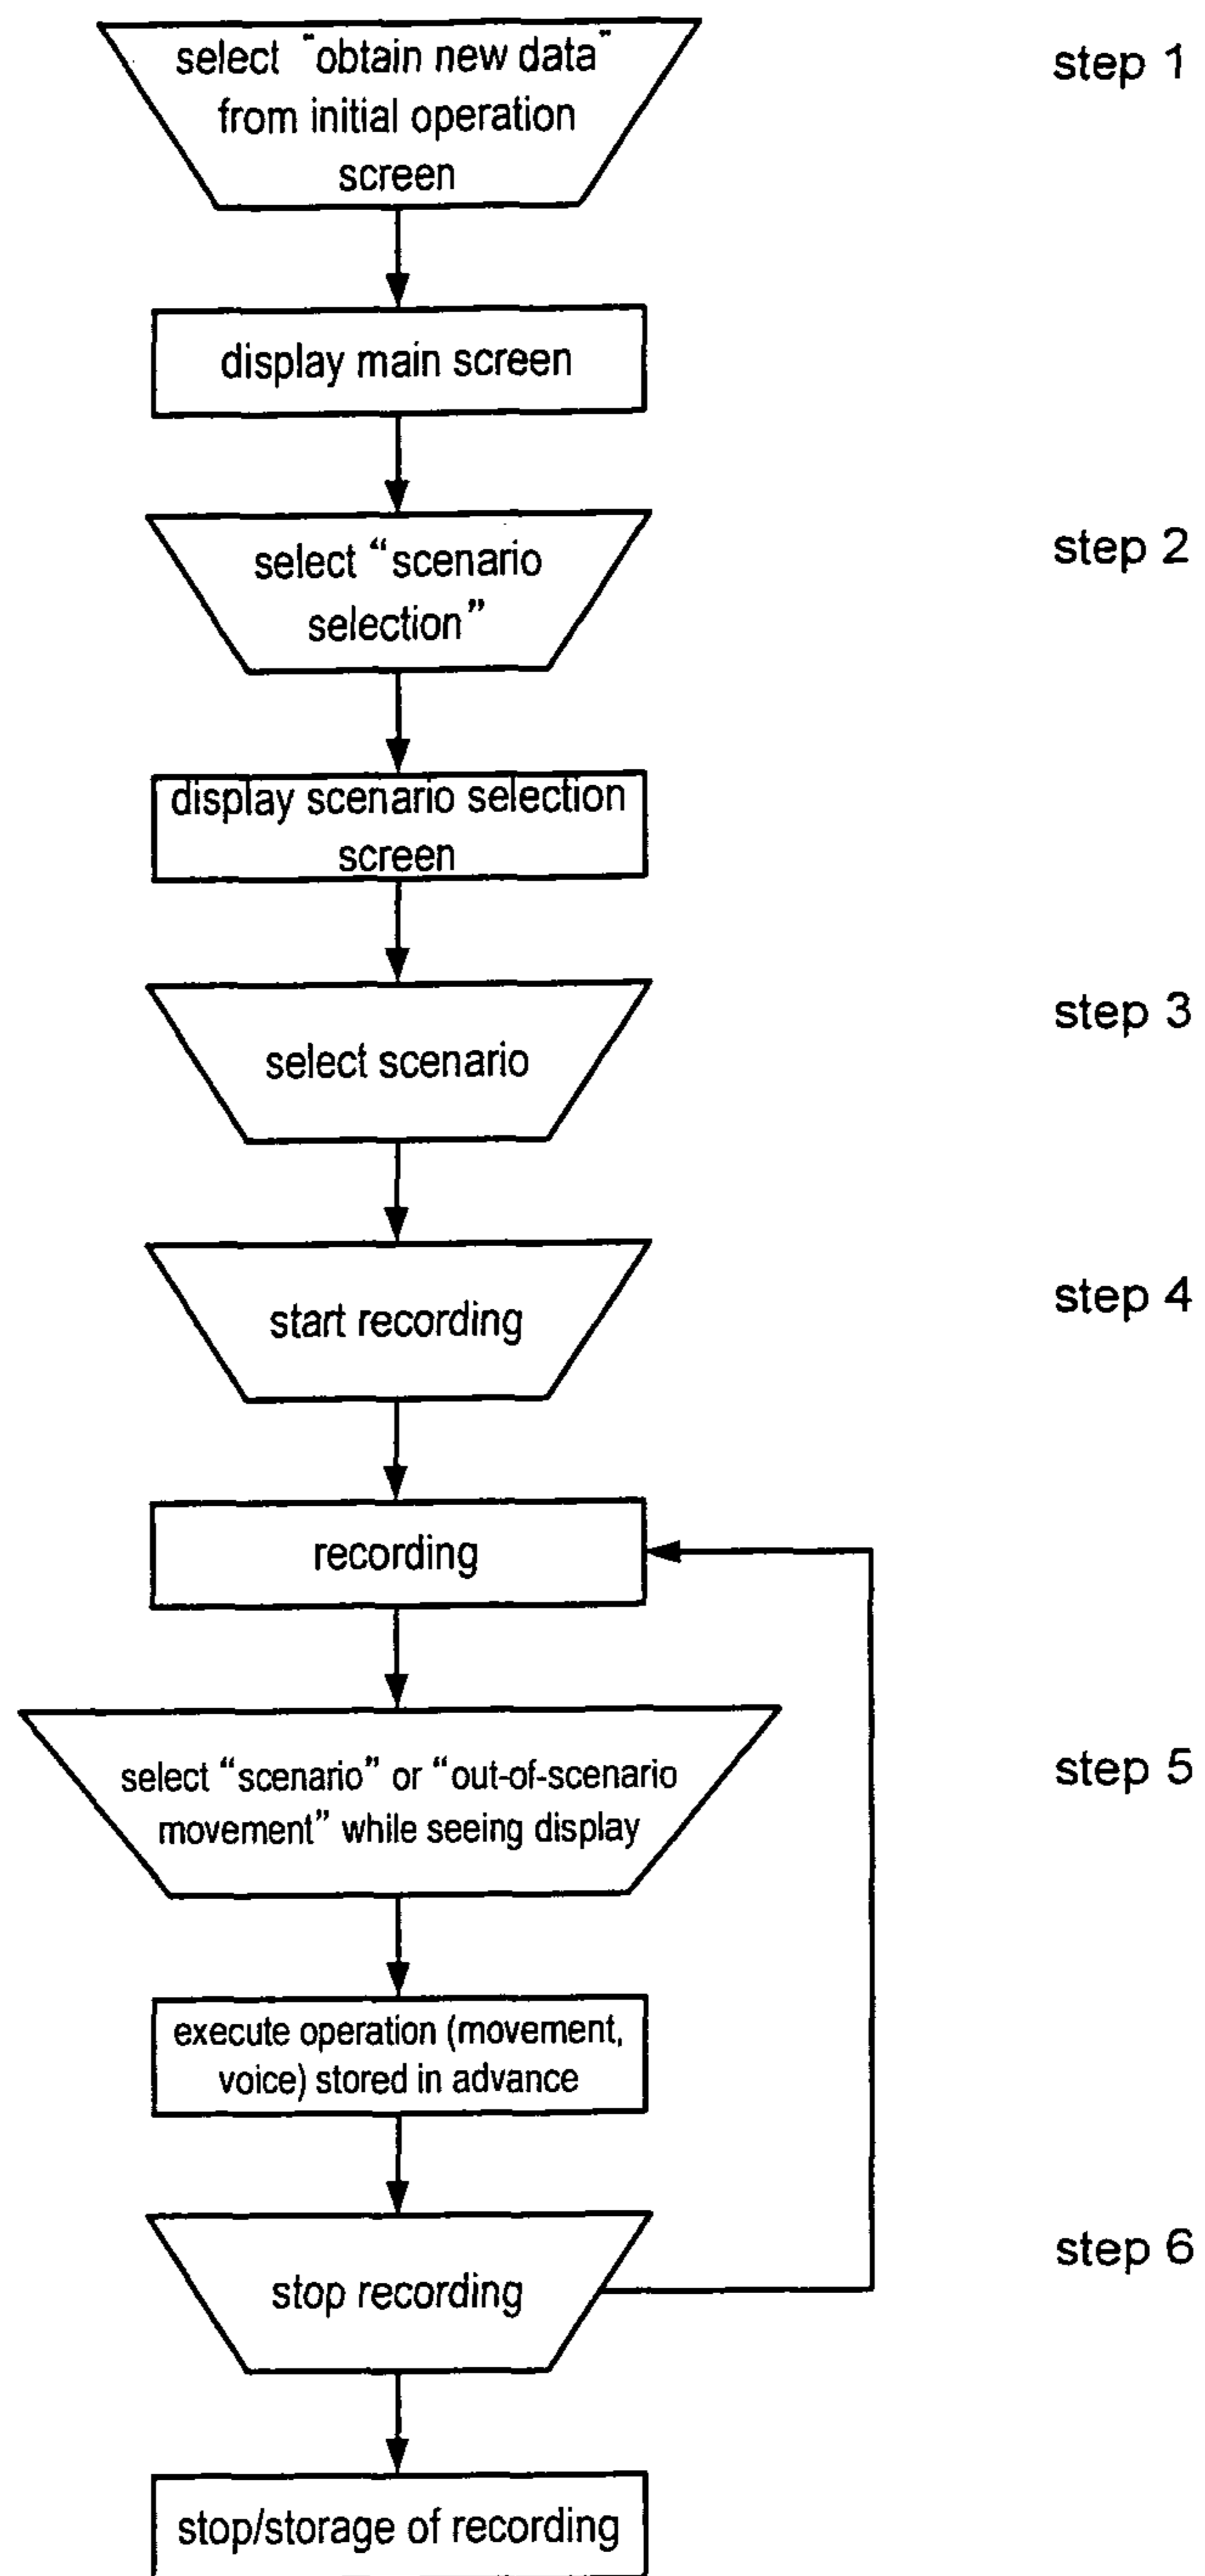 select "obtain new data"
from initial operation
screen
step 1
display main screen
select “scenario
selection”
step 2
display scenario selection
screen
select scenario
step 3
start recording
step 4
recording
select “scenario” or “out-of-scenario
movement” while seeing display
step 5
execute operation (movement,
voice) stored in advance
stop recording
step 6
stop/storage of recording